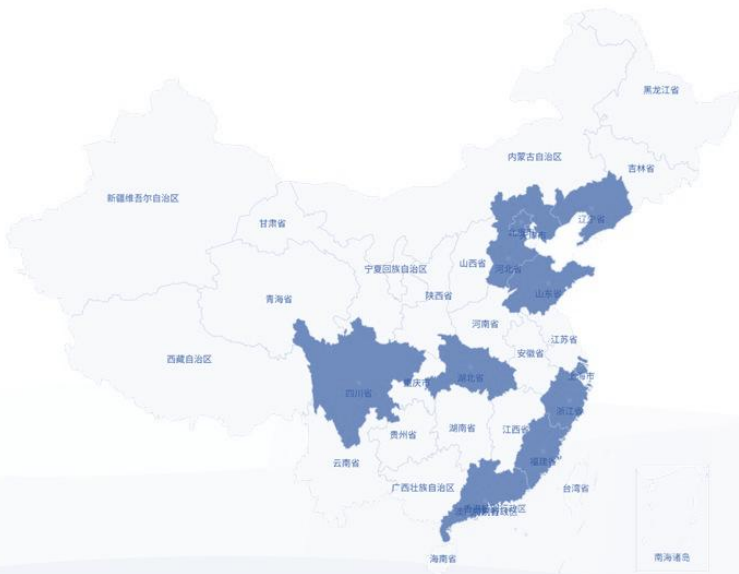 黑龙江省
内蒙古自治区
吉林省
新疆维吾尔自治区
辽宁省
甘肃省
宁夏回族自治区
山西省
河北省
青海省
陕西省
山东省
河南省
江苏省
安徽省
西藏自治区
上海市
重庆市
湖北省
四川省
浙江省
湖南省
江西省
贵州省
福建省
云南省
广西壮族自治区
台湾省
海南省
南海诸岛